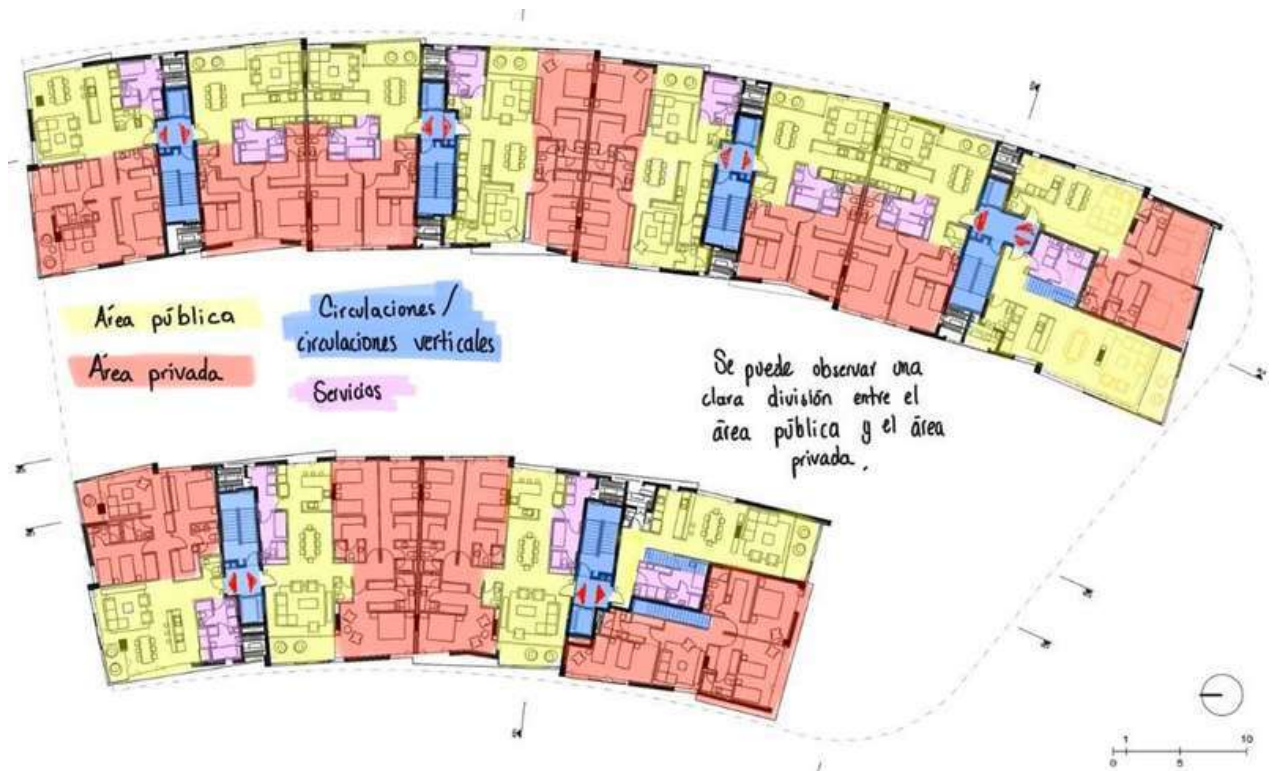 Área pública
Área privada
Circulaciones /
circulaciones verticales
Servicios
Se puede observar una
clara división entre el
área pública y el área
privada.
1
10
0
5